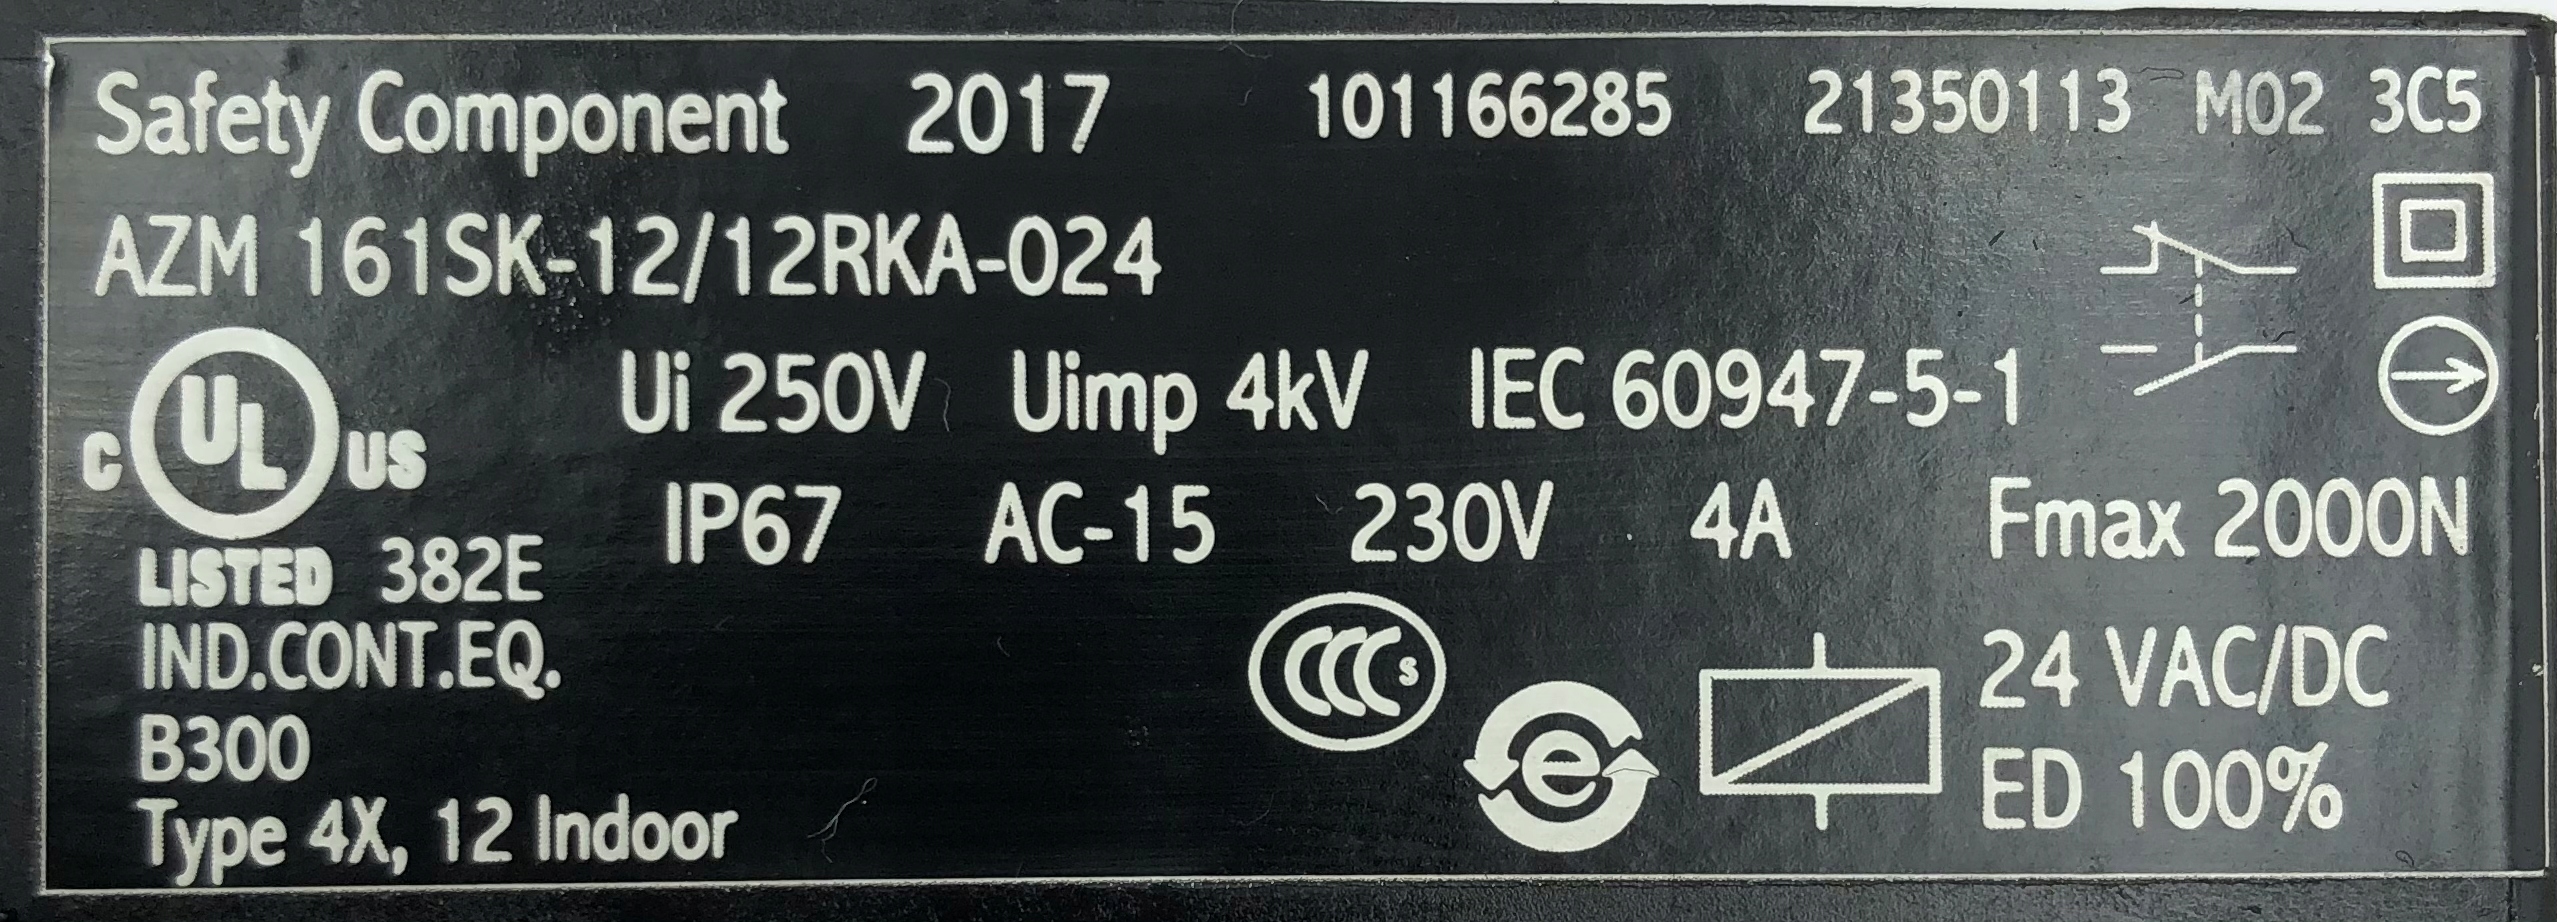 Safety Component 2017 101166285 21350113 M02 3C5
AZM 161SK-12/12RKA-024
Ui 250V Uimp 4kV IEC 60947-5-1
c UL US
IP67 AC-15 230V 4A Fmax 2000N
LISTED 382E
IND.CONT.EQ.
CCC S
24 VAC/DC
B300
e
ED 100%
Type 4X, 12 Indoor